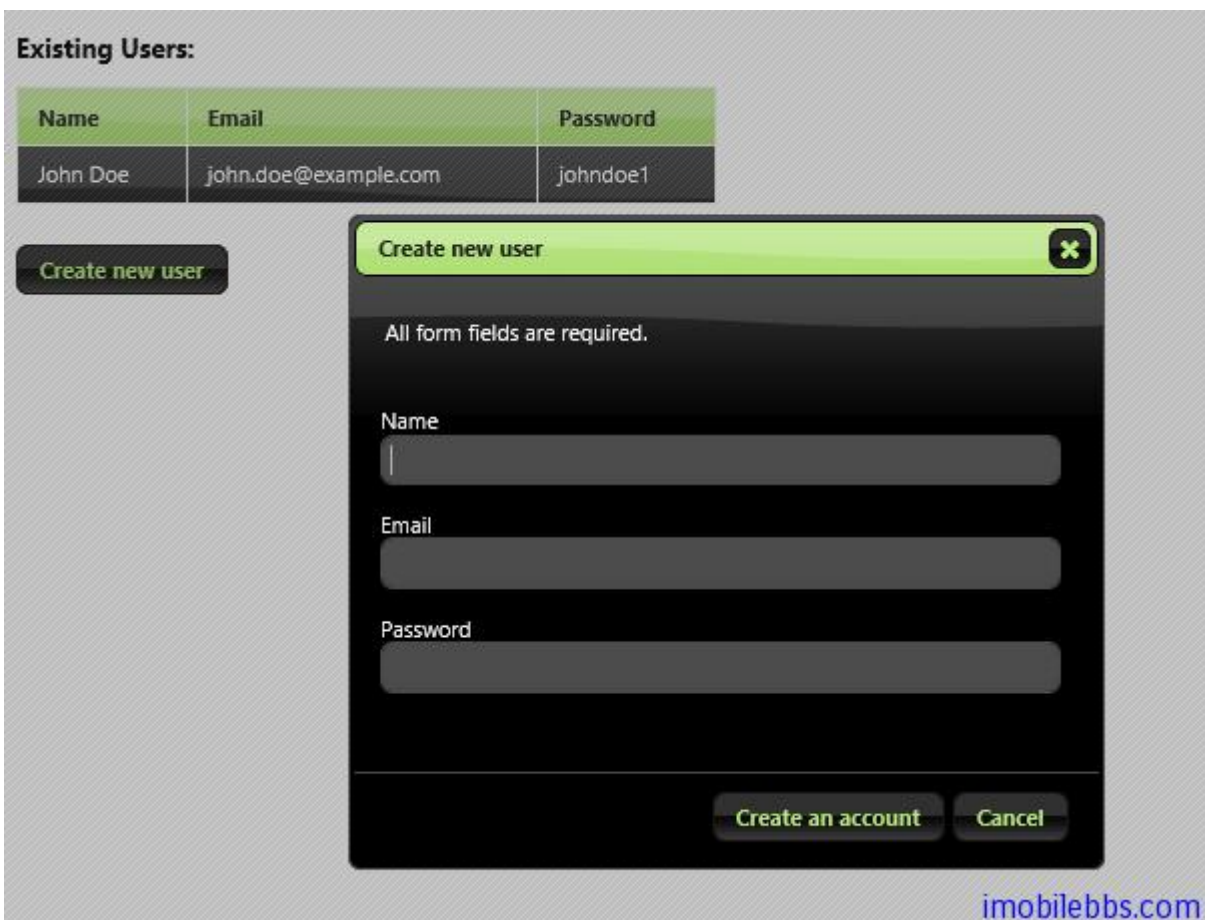 Existing Users:
Name Email Password
John Doe john.doe@example.com johndoe1
Create new user
Create new user
All form fields are required.
Name
Email
Password
Create an account Cancel
imobilebbs.com